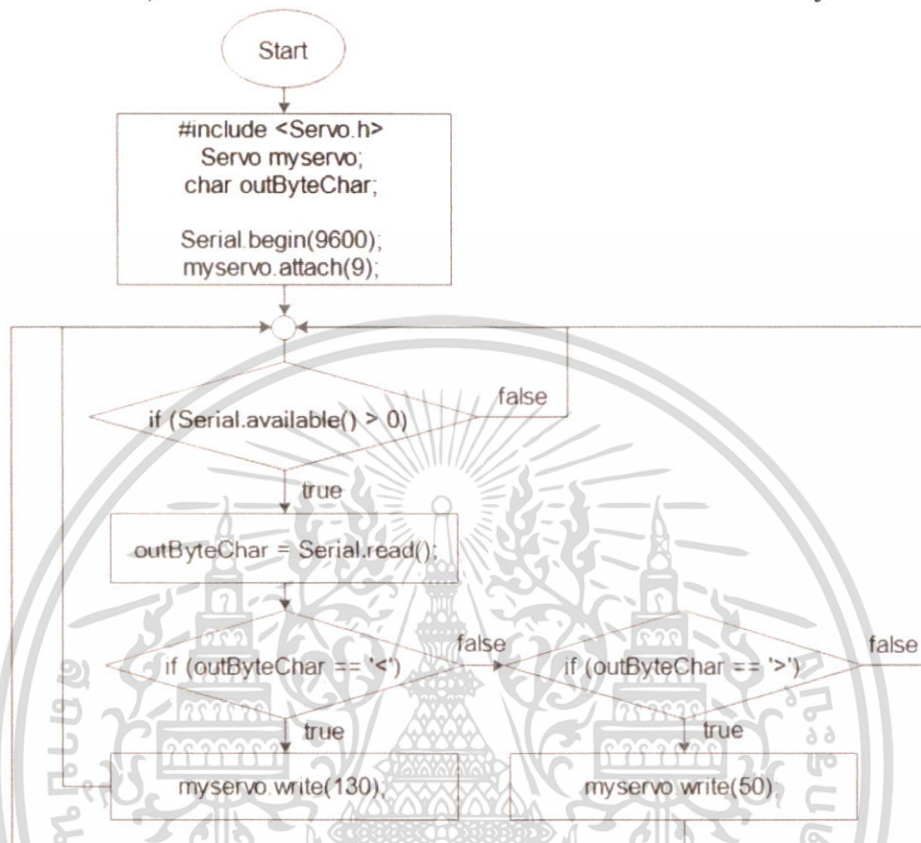 Start
#include <Servo.h>
Servo myservo;
char outByteChar;
Serial.begin(9600);
myservo.attach(9);
if (Serial.available() > 0)
false
true
outByteChar = Serial.read();
if (outByteChar == '<')
false
if (outByteChar == '>')
false
true
true
myservo.write(130);
myservo.write(50);